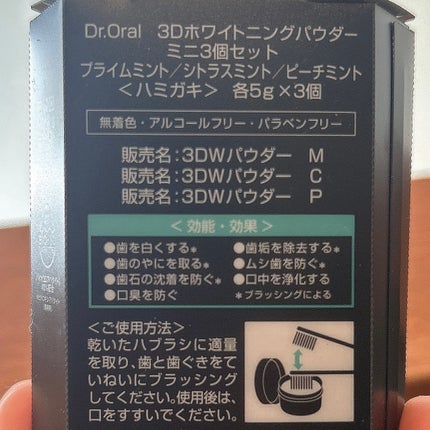 Dr.Oral 3Dホワイトニングパウダー
ミニ3個セット
プライムミント/シトラスミント/ピーチミント
<ハミガキ> 各5g×3個
無着色・アルコールフリー・パラベンフリー
販売名:3DWパウダー M
販売名:3DWパウダー C
販売名:3DWパウダー P
<効能・効果>
●歯を白くする* ●歯垢を除去する*
●歯のやにを取る* ●ムシ歯を防ぐ*
●歯石の沈着を防ぐ* ●口中を浄化する
●口臭を防ぐ *ブラッシングによる
<ご使用方法>
乾いたハブラシに適量
を取り、歯と歯ぐきをて
いねいにブラッシング
してください。使用後は、
口をすすいでください。